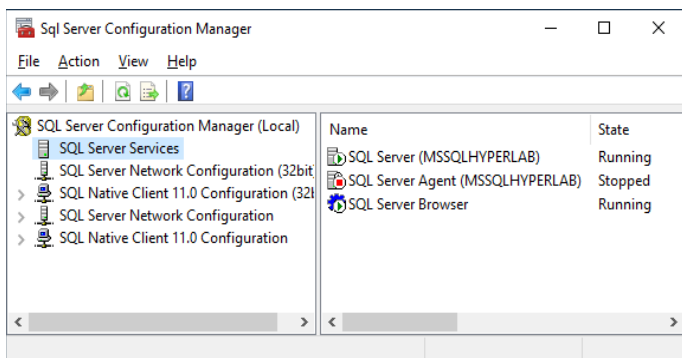 Sql Server Configuration Manager
File Action View Help
SQL Server Configuration Manager (Local)
SQL Server Services
SQL Server Network Configuration (32bit
SQL Native Client 11.0 Configuration (32b
SQL Server Network Configuration
SQL Native Client 11.0 Configuration
Name State
SQL Server (MSSQLHYPERLAB) Running
SQL Server Agent (MSSQLHYPERLAB) Stopped
SQL Server Browser Running